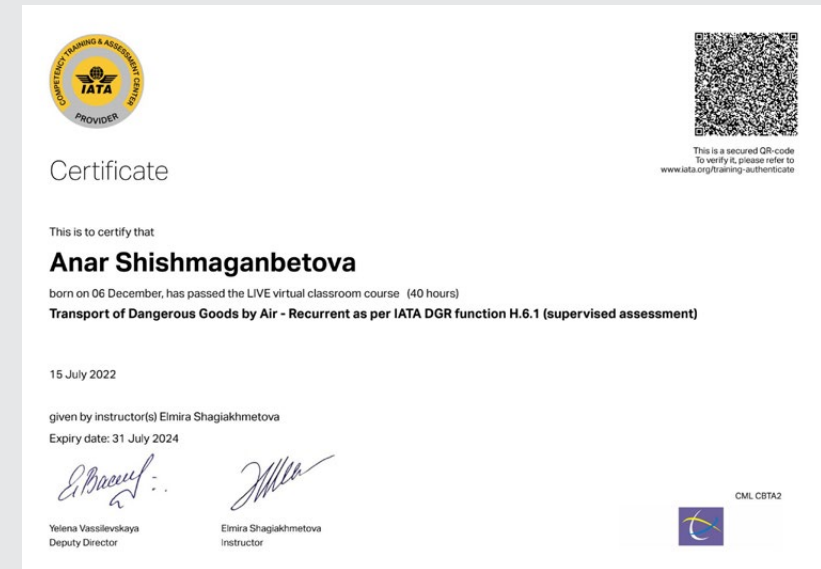 COMPETENCY TRAINING & ASSESSMENT CENTER
IATA
PROVIDER
This is a secured QR-code
To verify it, please refer to
www.iata.org/training-authenticate
Certificate
This is to certify that
Anar Shishmaganbetova
born on 06 December, has passed the LIVE virtual classroom course (40 hours)
Transport of Dangerous Goods by Air - Recurrent as per IATA DGR function H.6.1 (supervised assessment)
15 July 2022
given by instructor(s) Elmira Shagiakhmetova
Expiry date: 31 July 2024
Yelena Vassilevskaya
Deputy Director
Elmira Shagiakhmetova
Instructor
CML CBTA2